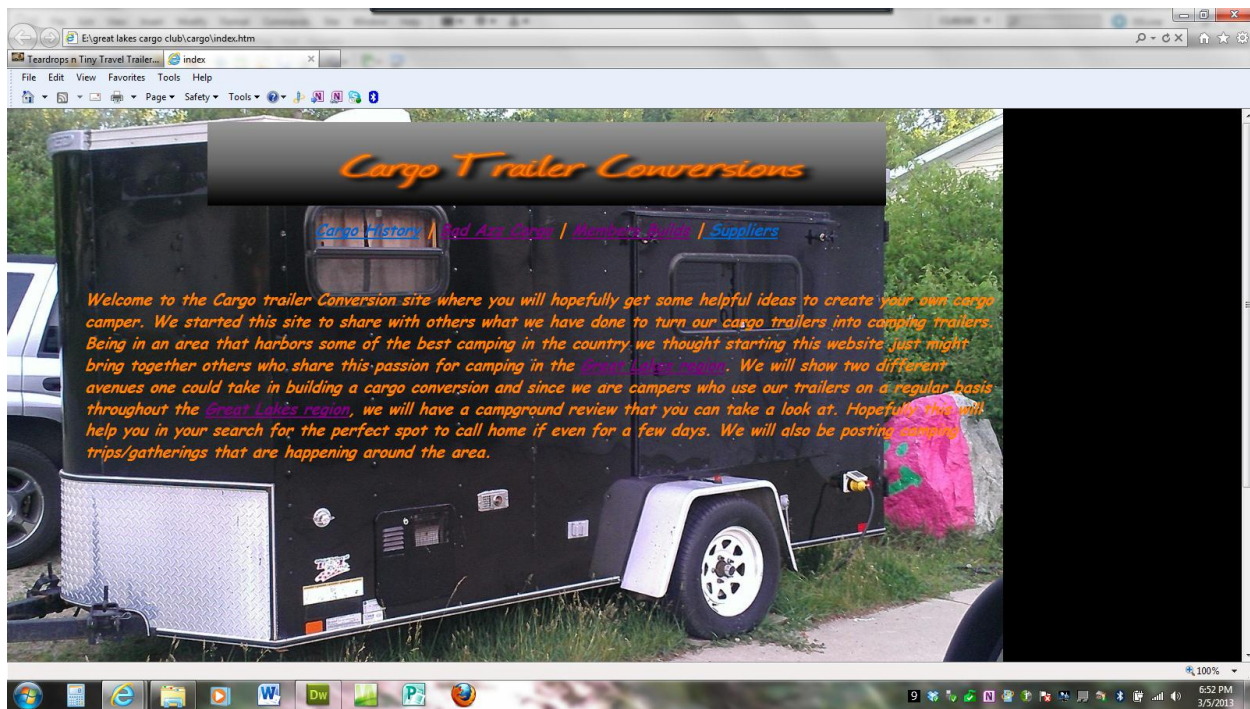 E:\great lakes cargo club\cargo\index.htm
Teardrops n Tiny Travel Trailer... index
File Edit View Favorites Tools Help
Page Safety Tools
Cargo Trailer Conversions
Cargo History | Bad Azz Cargo | Members Builds | Suppliers
Welcome to the Cargo trailer Conversion site where you will hopefully get some helpful ideas to create your own cargo
camper. We started this site to share with others what we have done to turn our cargo trailers into camping trailers.
Being in an area that harbors some of the best camping in the country we thought starting this website just might
bring together others who share this passion for camping in the Great Lakes region. We will show two different
avenues one could take in building a cargo conversion and since we are campers who use our trailers on a regular basis
throughout the Great Lakes region, we will have a campground review that you can take a look at. Hopefully this will
help you in your search for the perfect spot to call home if even for a few days. We will also be posting camping
trips/gatherings that are happening around the area.
100%
W Dw P 9 N
6:52 PM
3/5/2013